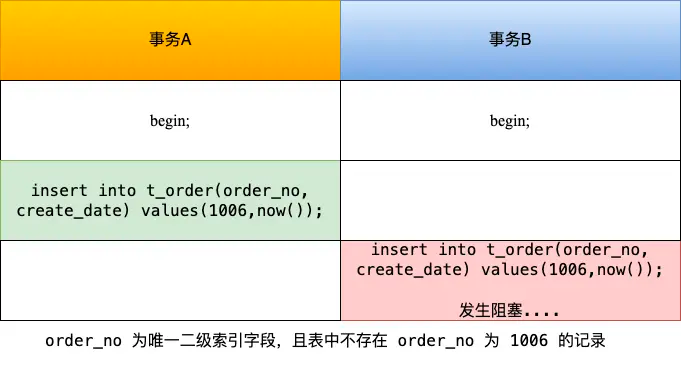 事务A
事务B
begin;
begin;
insert into t_order(order_no,
create_date) values(1006,now());
insert into t_order(order_no,
create_date) values(1006,now());
发生阻塞....
order_no 为唯一二级索引字段，且表中不存在 order_no 为 1006 的记录